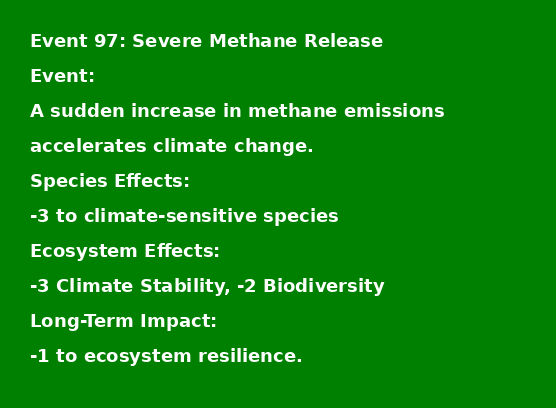 Event 97: Severe Methane Release
Event:
A sudden increase in methane emissions
accelerates climate change.
Species Effects:
-3 to climate-sensitive species
Ecosystem Effects:
-3 Climate Stability, -2 Biodiversity
Long-Term Impact:
-1 to ecosystem resilience.